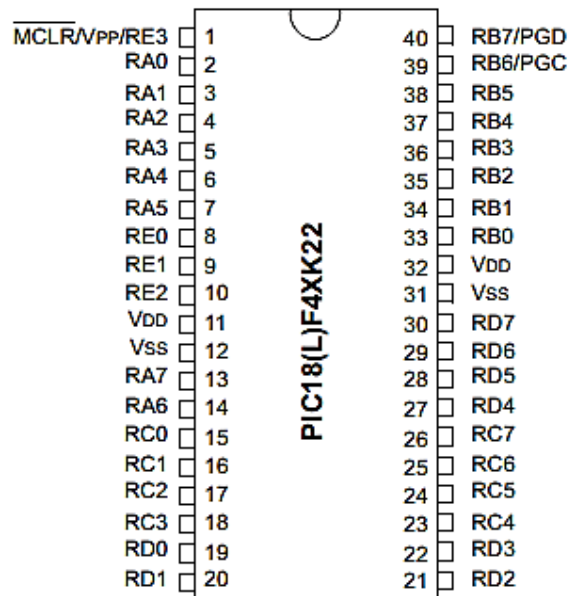 MCLR/VPP/RE3 1 40 RB7/PGD
RA0 2 39 RB6/PGC
RA1 3 38 RB5
RA2 4 37 RB4
RA3 5 36 RB3
RA4 6 35 RB2
RA5 7 34 RB1
RE0 8 33 RB0
RE1 9 32 VDD
RE2 10 31 VSS
VDD 11 30 RD7
VSS 12 29 RD6
RA7 13 28 RD5
RA6 14 27 RD4
RC0 15 26 RC7
RC1 16 25 RC6
RC2 17 24 RC5
RC3 18 23 RC4
RD0 19 22 RD3
RD1 20 21 RD2
PIC18(L)F4XK22